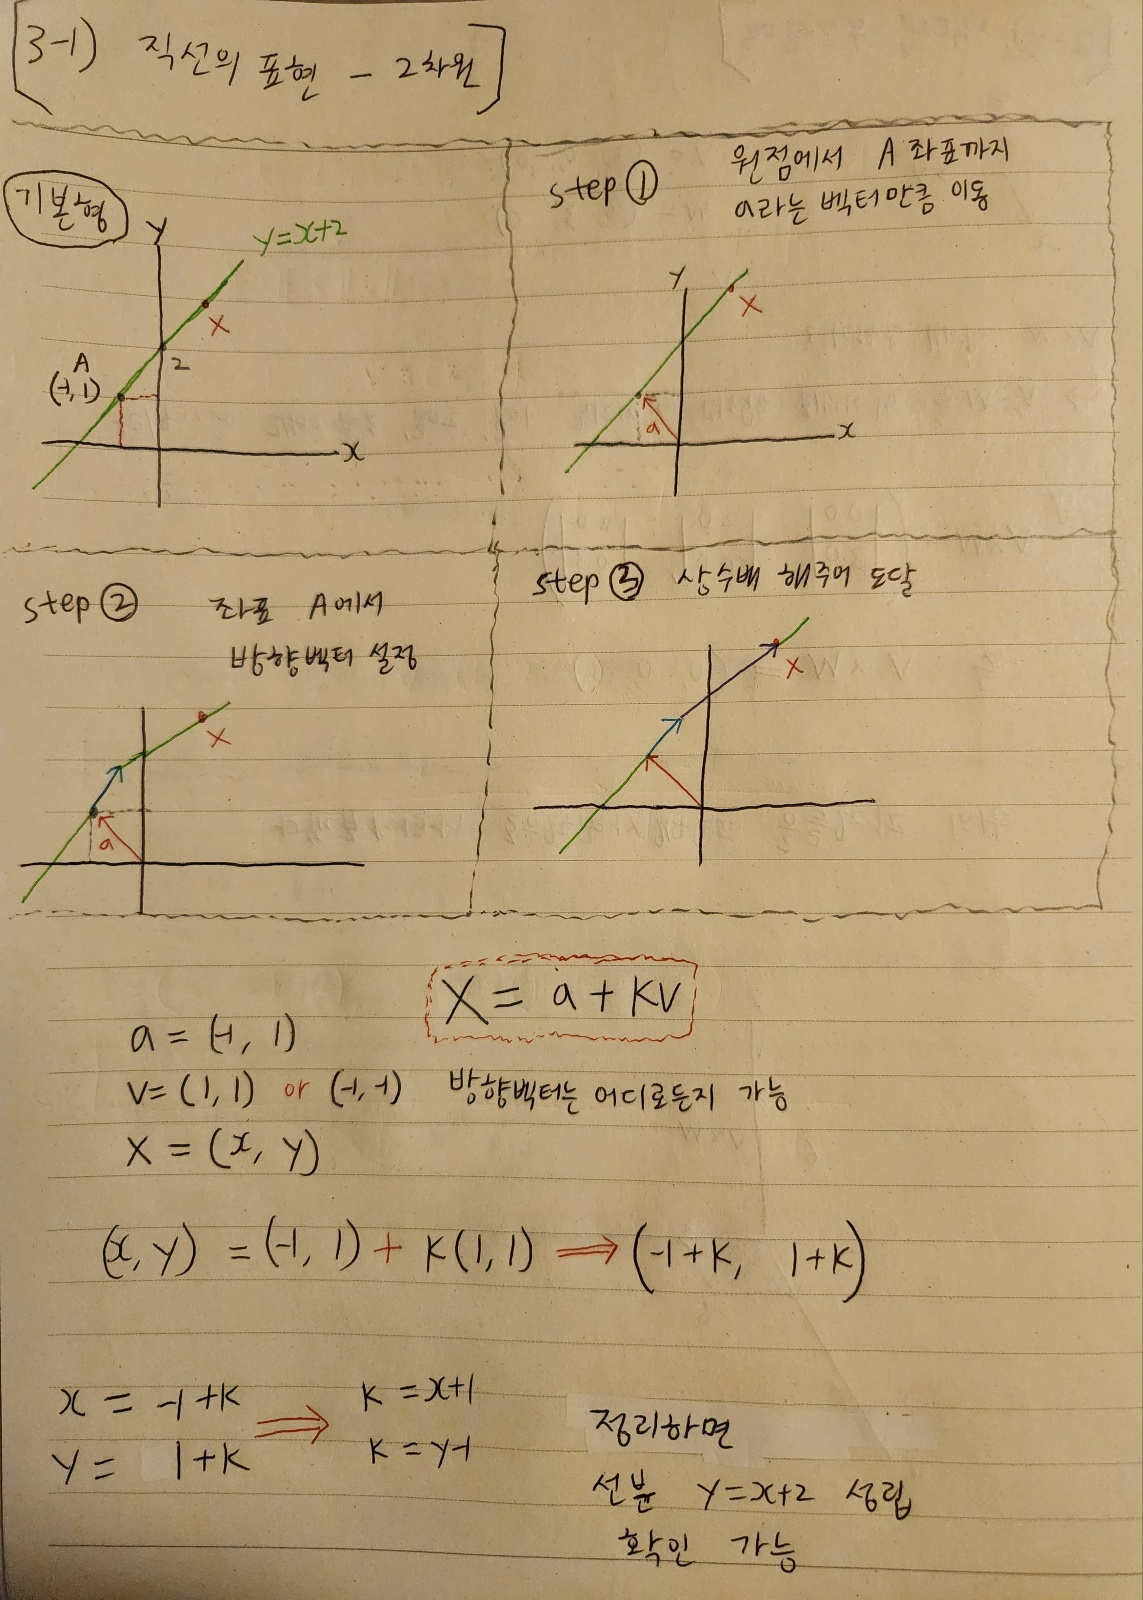 3-1) 직선의 표현 - 2차원
기본형
y=x+2
Y
X
2
A
(-1, 1)
x
step ①
원점에서 A 좌표까지
a라는 벡터만큼 이동
Y
X
a
x
step ②
좌표 A에서
방향벡터 설정
X
a
step ③ 상수배 해주어 도달
X
X = a + kv
a = (-1, 1)
v = (1, 1) or (-1, -1) 방향벡터는 어디로든지 가능
X = (x, y)
(x, y) = (-1, 1) + k(1, 1) ⇒ (-1+k, 1+k)
x = -1+k ⇒ k = x+1
y = 1+k k = y-1
정리하면
선분 y=x+2 성립
확인 가능